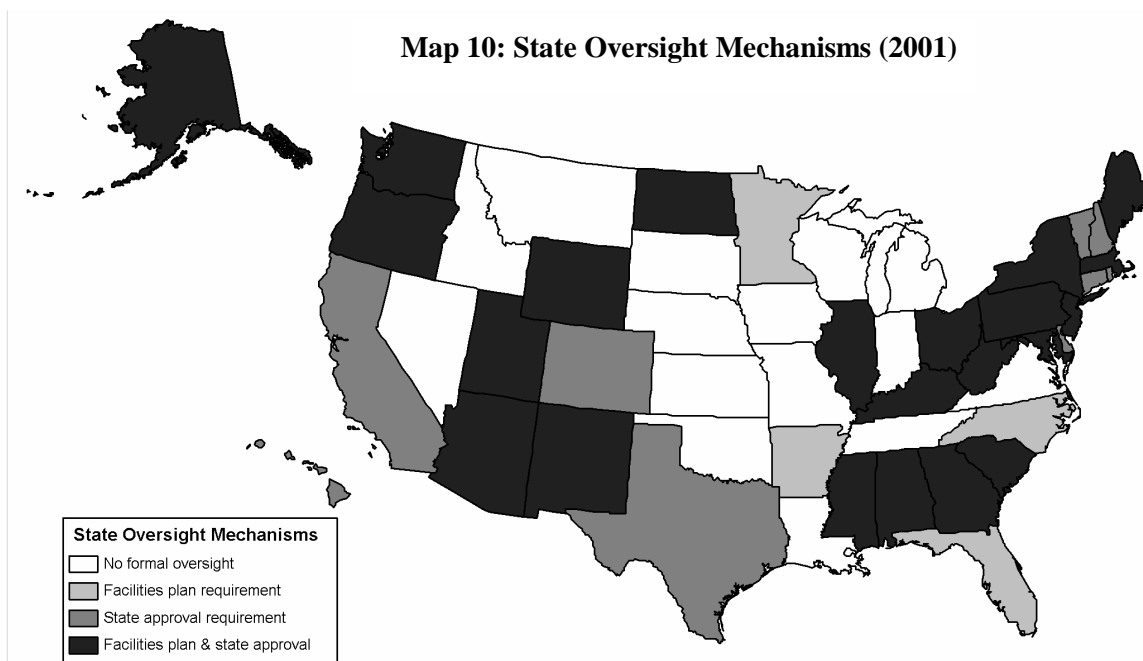 Map 10: State Oversight Mechanisms (2001)
State Oversight Mechanisms
No formal oversight
Facilities plan requirement
State approval requirement
Facilities plan & state approval